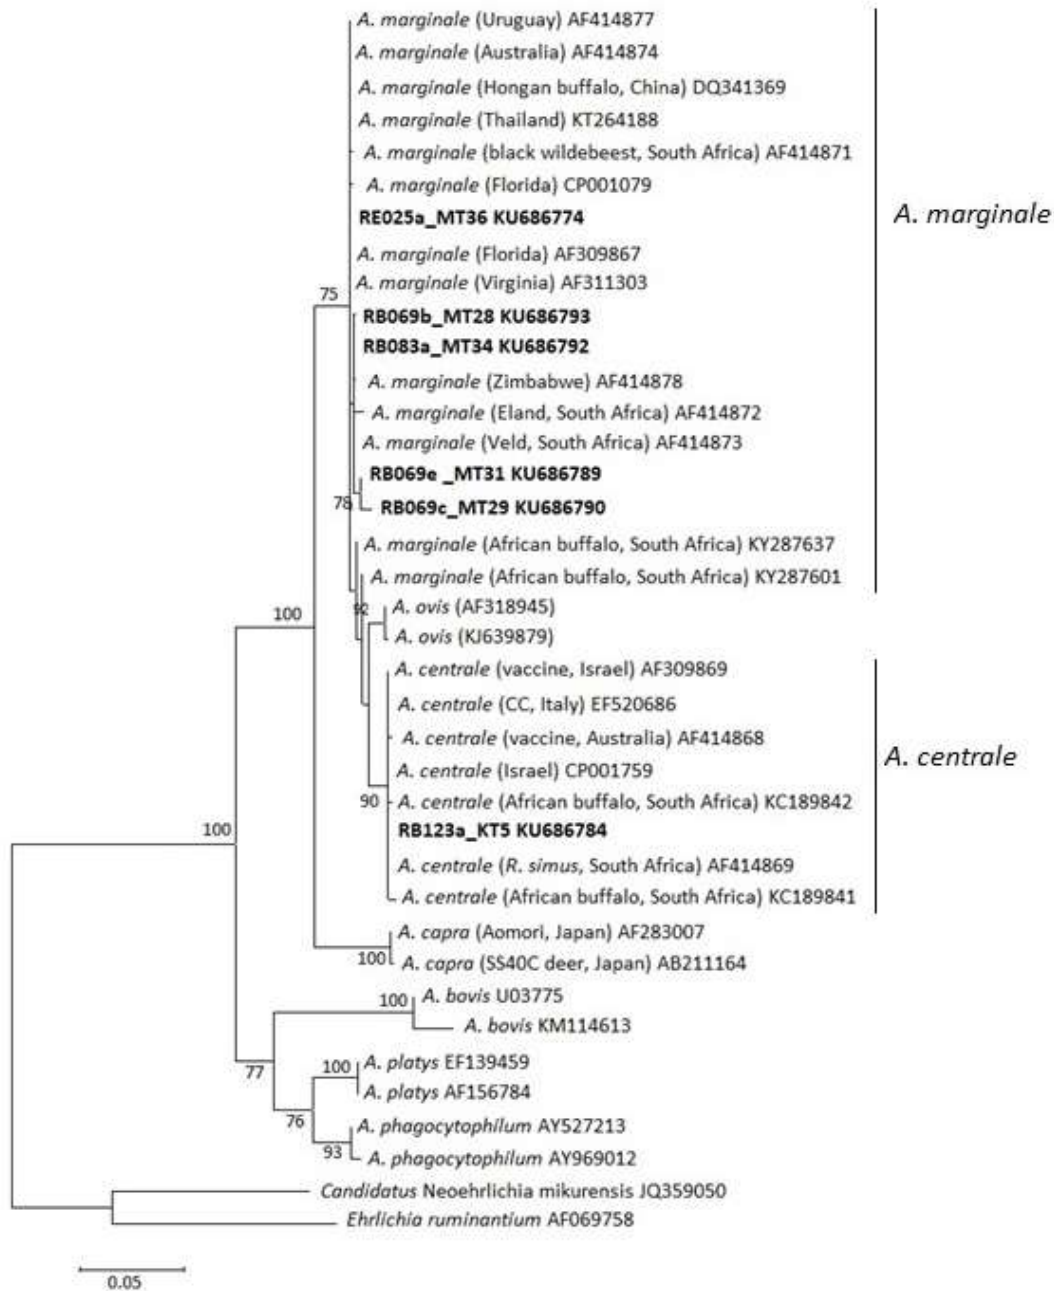 A. marginale (Uruguay) AF414877
A. marginale (Australia) AF414874
A. marginale (Hongan buffalo, China) DQ341369
A. marginale (Thailand) KT264188
A. marginale (black wildebeest, South Africa) AF414871
A. marginale (Florida) CP001079
RE025a_MT36 KU686774
A. marginale
A. marginale (Florida) AF309867
A. marginale (Virginia) AF311303
75
RB069b_MT28 KU686793
RB083a_MT34 KU686792
A. marginale (Zimbabwe) AF414878
A. marginale (Eland, South Africa) AF414872
A. marginale (Veld, South Africa) AF414873
RB069e _MT31 KU686789
78
RB069c_MT29 KU686790
A. marginale (African buffalo, South Africa) KY287637
A. marginale (African buffalo, South Africa) KY287601
92
A. ovis (AF318945)
100
A. ovis (KJ639879)
A. centrale (vaccine, Israel) AF309869
A. centrale (CC, Italy) EF520686
A. centrale (vaccine, Australia) AF414868
A. centrale
A. centrale (Israel) CP001759
90
A. centrale (African buffalo, South Africa) KC189842
100
RB123a_KT5 KU686784
A. centrale (R. simus, South Africa) AF414869
A. centrale (African buffalo, South Africa) KC189841
A. capra (Aomori, Japan) AF283007
100
A. capra (SS40C deer, Japan) AB211164
100
A. bovis U03775
A. bovis KM114613
77
A. platys EF139459
100
A. platys AF156784
76
A. phagocytophilum AY527213
93
A. phagocytophilum AY969012
Candidatus Neoehrlichia mikurensis JQ359050
Ehrlichia ruminantium AF069758
0.05